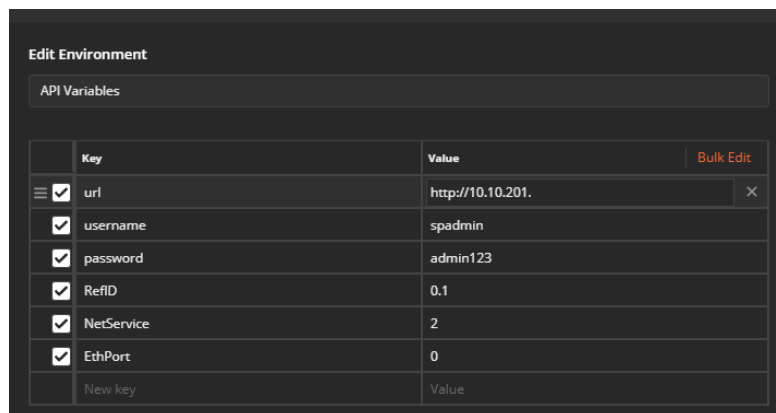 Edit Environment
API Variables
Key Value Bulk Edit
url http://10.10.201.
username spadmin
password admin123
RefID 0.1
NetService 2
EthPort 0
New key Value